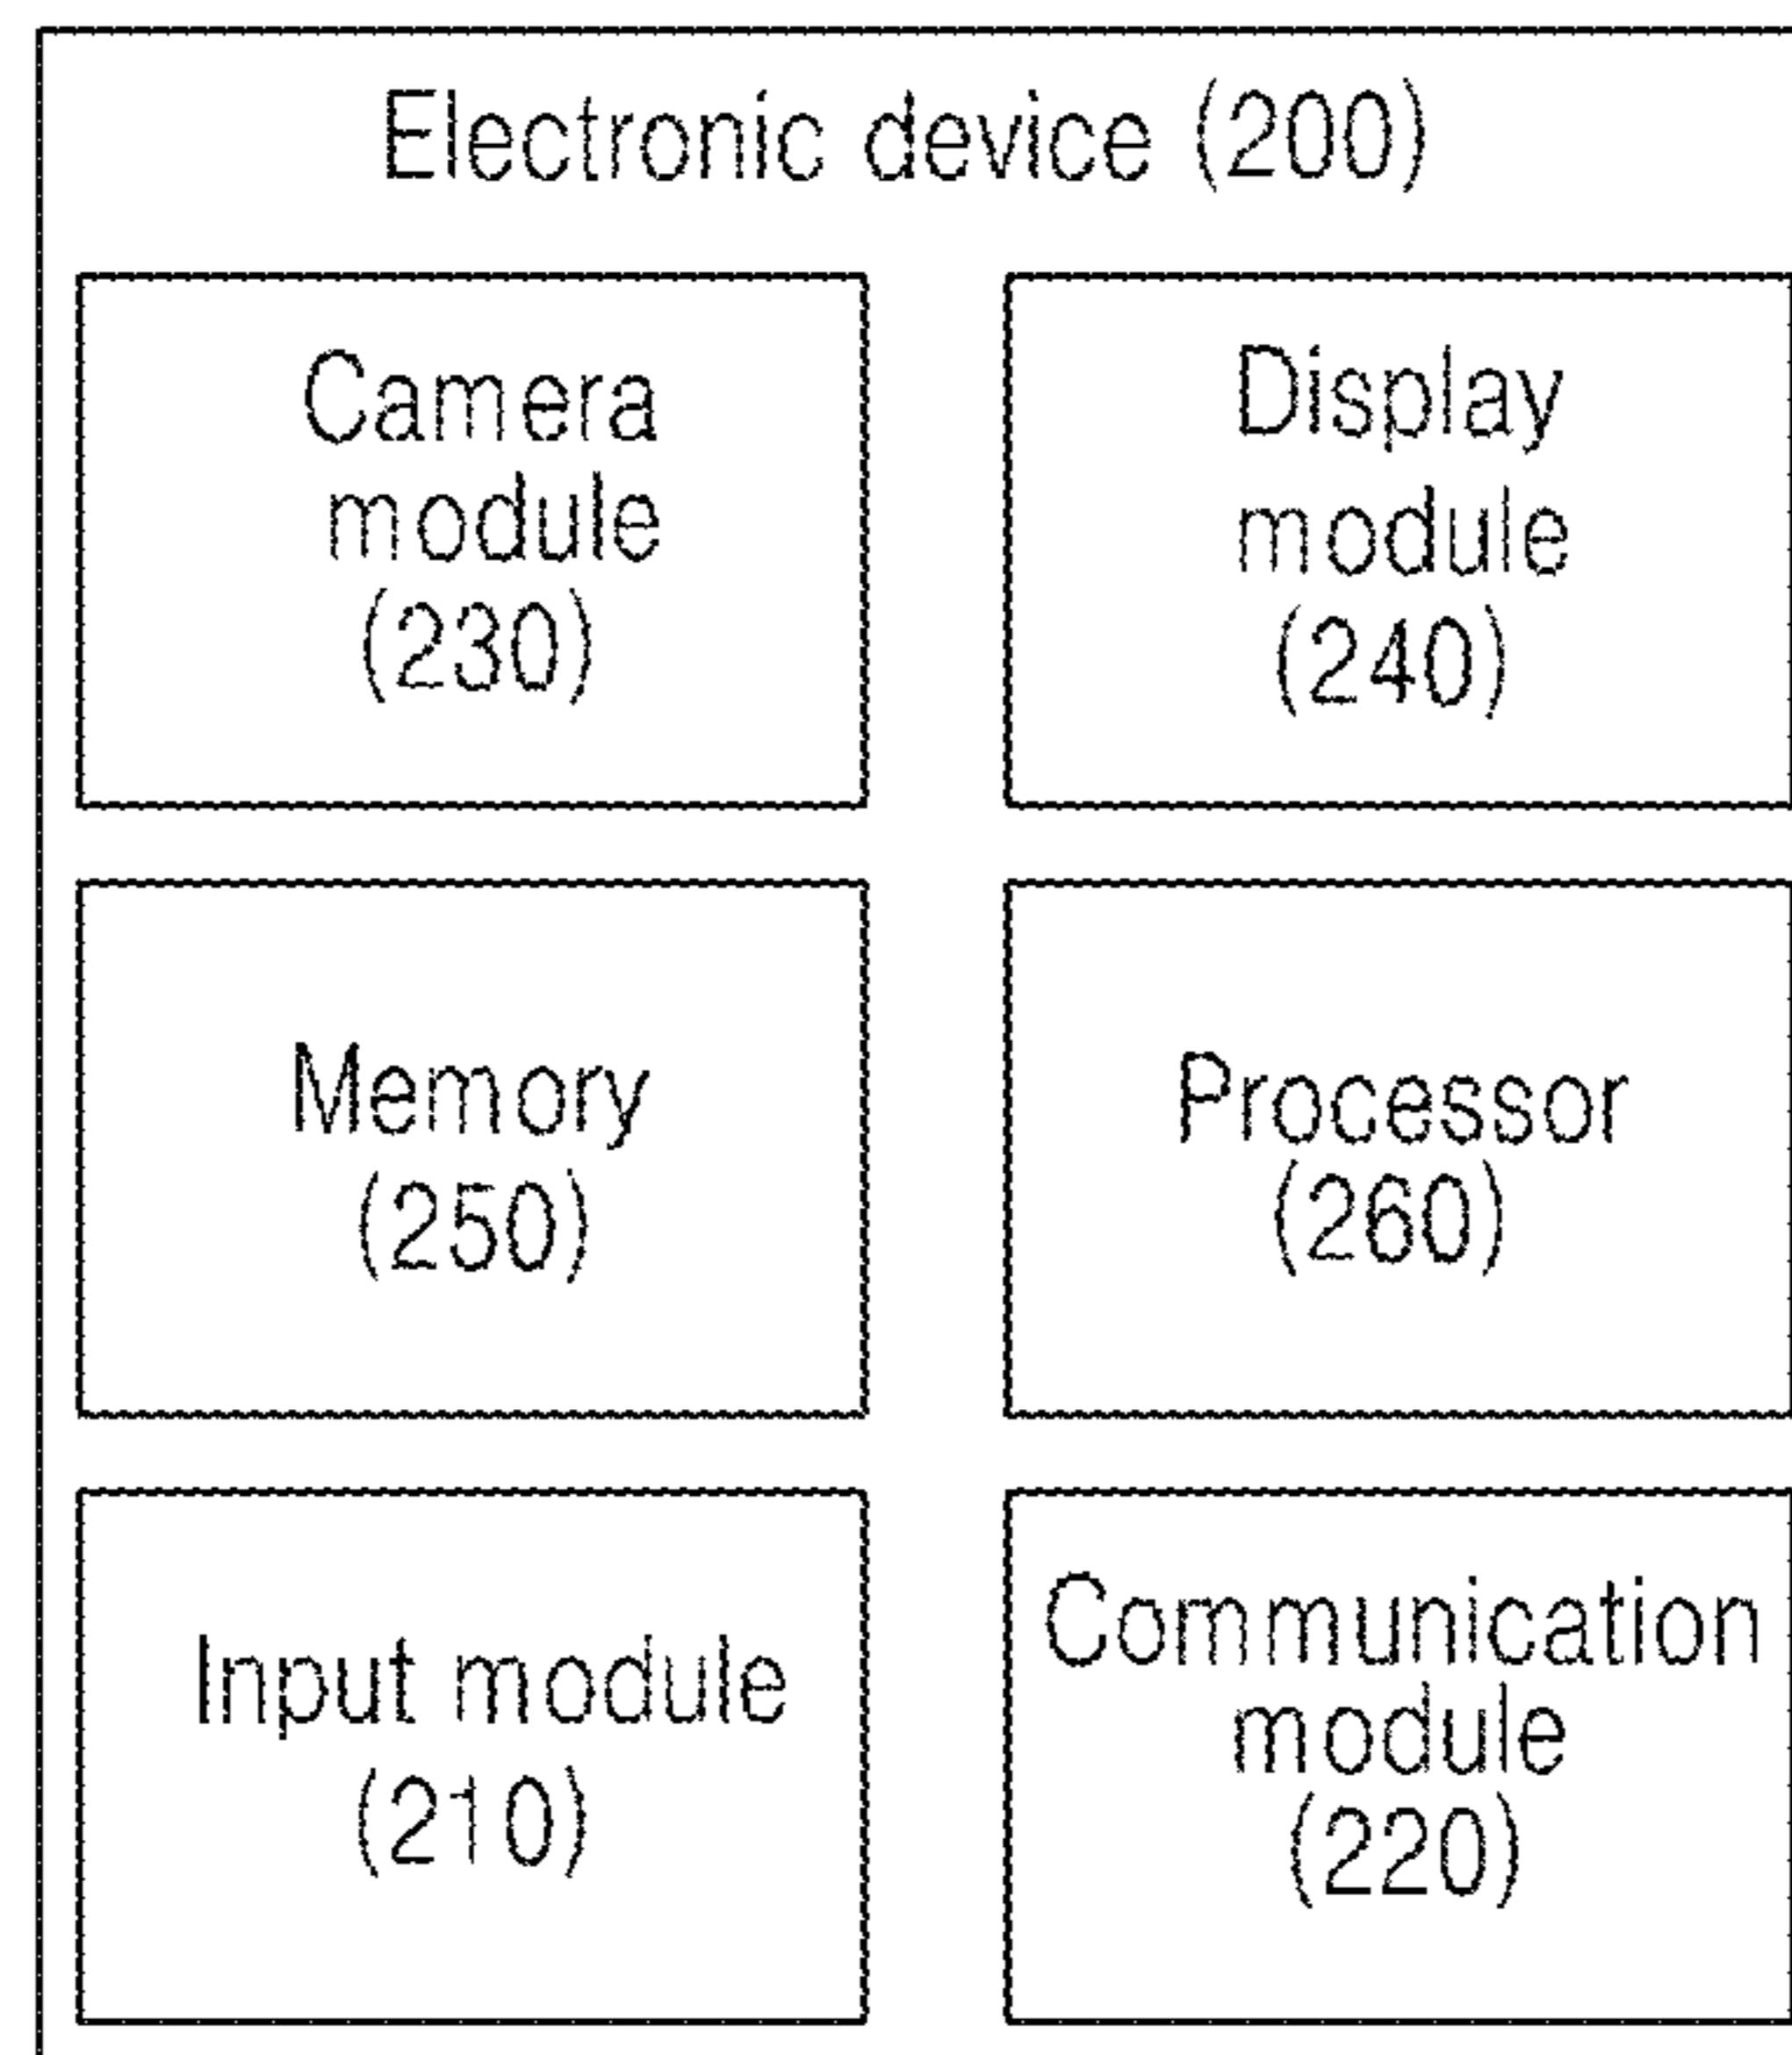 Electronic device (200)
Camera
module
(230)
Display
module
(240)
Memory
(250)
Processor
(260)
Input module
(210)
Communication
module
(220)